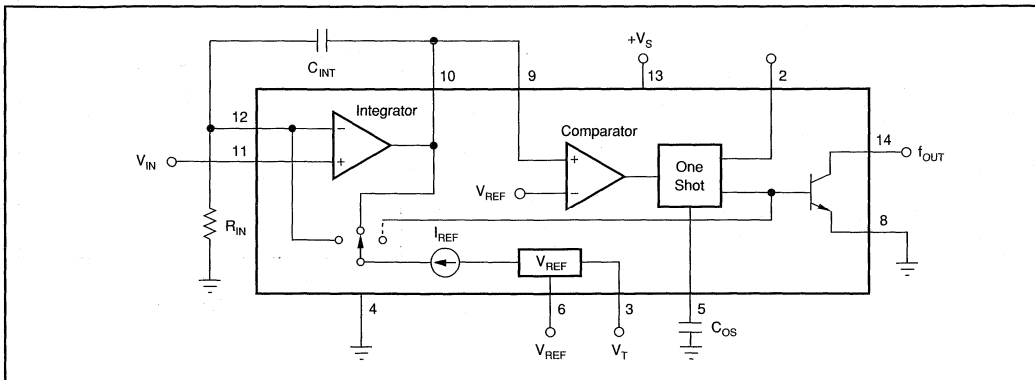 +V_S
C_INT
10
9
13
2
Integrator
12
−
Comparator
11
+
14
V_IN
f_OUT
+
One
Shot
V_REF
−
8
R_IN
I_REF
V_REF
4
6
3
5
C_OS
V_REF
V_T